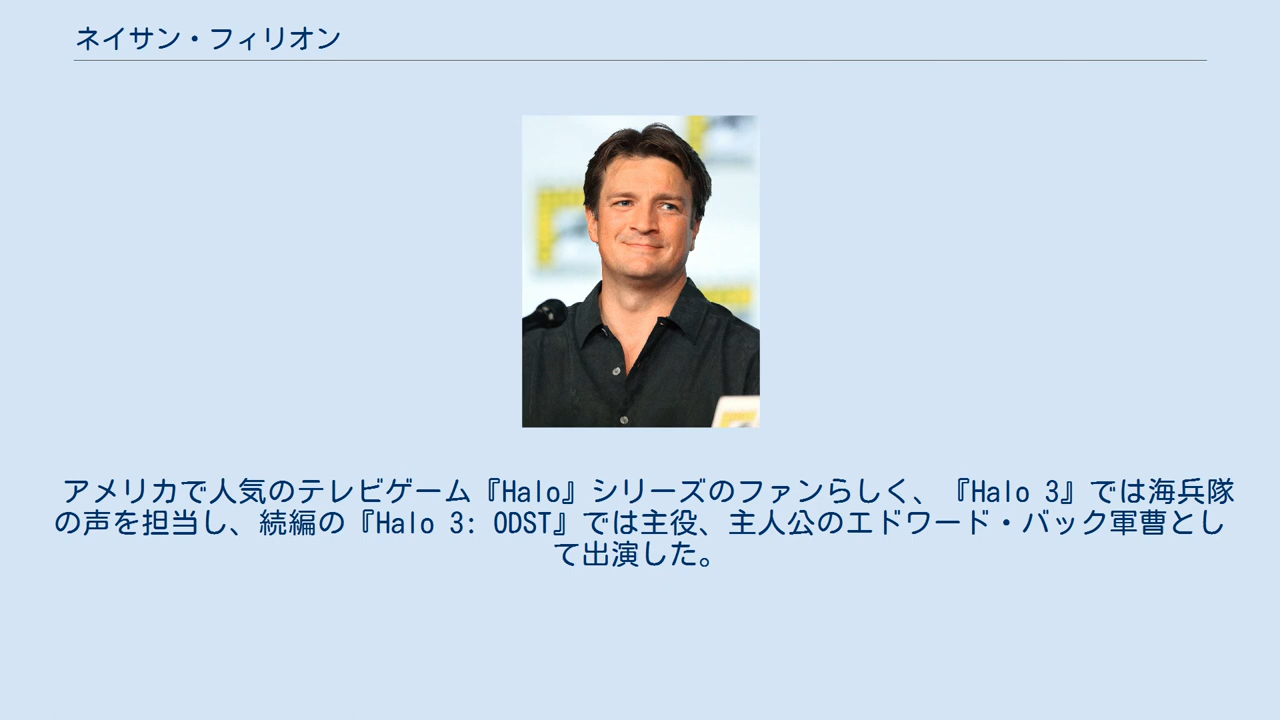 ネイサン・フィリオン
アメリカで人気のテレビゲーム『Halo』シリーズのファンらしく、『Halo 3』では海兵隊
の声を担当し、続編の『Halo 3: ODST』では主役、主人公のエドワード・バック軍曹とし
て出演した。